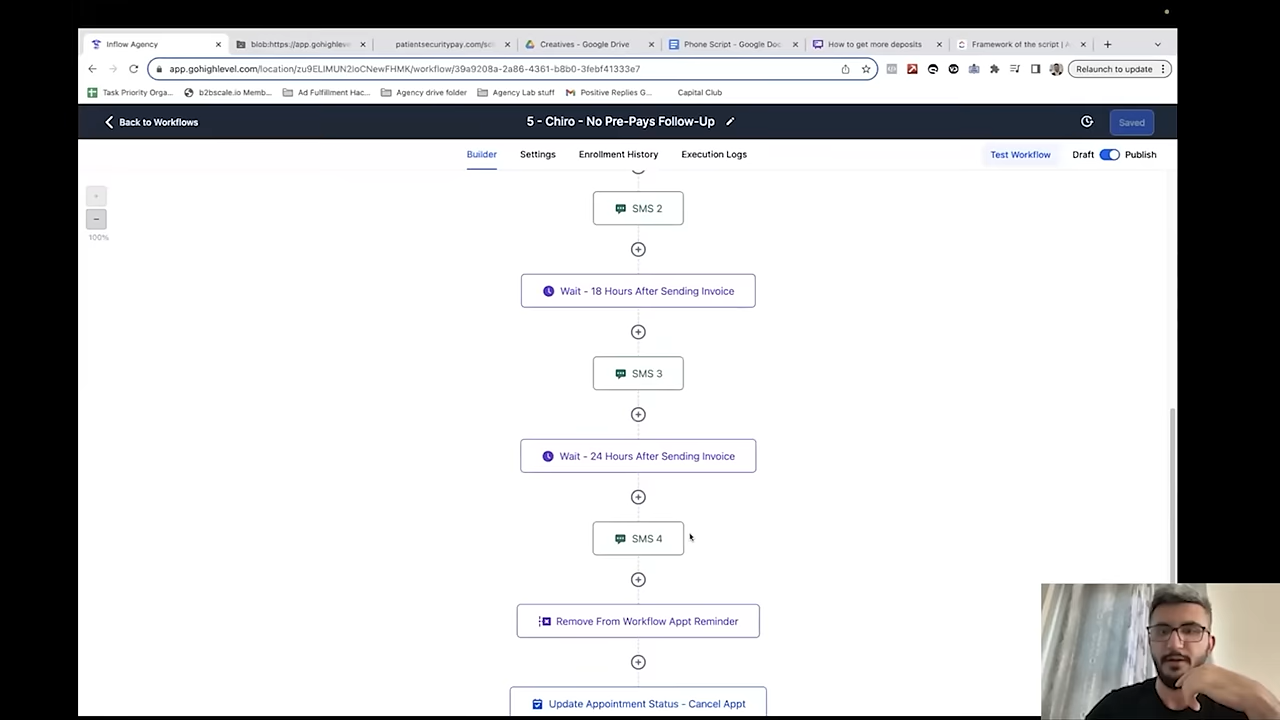 Inflow Agency
blob:https://app.gohighleve
patientsecuritypay.com/sd
Creatives - Google Drive
Phone Script - Google Doc
How to get more deposits
Framework of the script | A
app.gohighlevel.com/location/zu9ELIMUN2ioCNewFHMK/workflow/39a9208a-2a86-4361-b8b0-3febf41333e7
Relaunch to update
Task Priority Orga...
b2bscale.io Memb...
Ad Fulfillment Hac...
Agency drive folder
Agency Lab stuff
Positive Replies G...
Capital Club
Back to Workflows
5 - Chiro - No Pre-Pays Follow-Up
Saved
Builder
Settings
Enrollment History
Execution Logs
Test Workflow
Draft
Publish
100%
SMS 2
Wait - 18 Hours After Sending Invoice
SMS 3
Wait - 24 Hours After Sending Invoice
SMS 4
Remove From Workflow Appt Reminder
Update Appointment Status - Cancel Appt